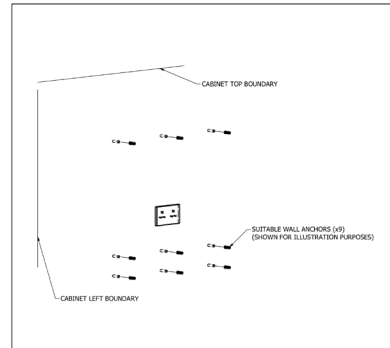 CABINET TOP BOUNDARY
SUITABLE WALL ANCHORS (x9)
(SHOWN FOR ILLUSTRATION PURPOSES)
CABINET LEFT BOUNDARY